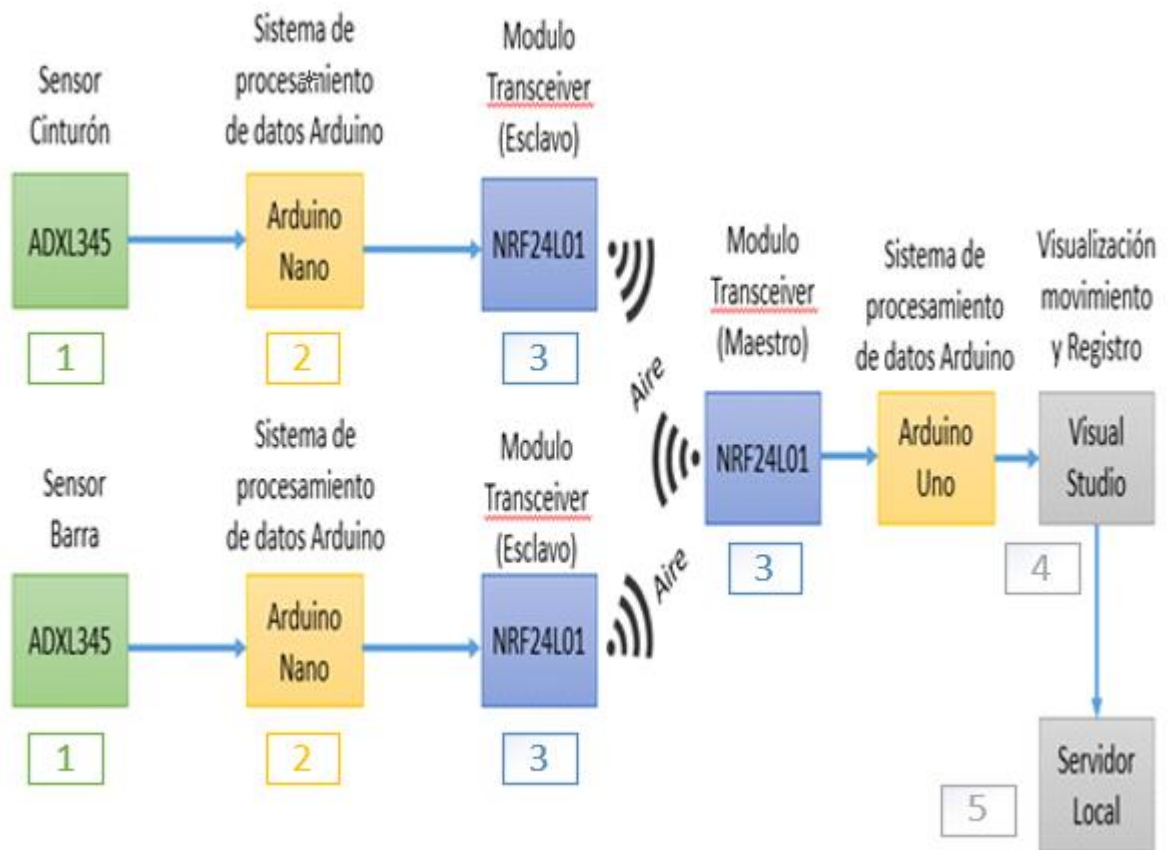 Sensor
Cinturón
ADXL345
1
Sistema de
procesamiento
de datos Arduino
Arduino
Nano
2
Modulo
Transceiver
(Esclavo)
NRF24L01
3
Sensor
Barra
ADXL345
1
Sistema de
procesamiento
de datos Arduino
Arduino
Nano
2
Modulo
Transceiver
(Esclavo)
NRF24L01
3
Aire
Aire
Modulo
Transceiver
(Maestro)
NRF24L01
3
Sistema de
procesamiento
de datos Arduino
Arduino
Uno
Visualización
movimiento
y Registro
Visual
Studio
4
Servidor
Local
5